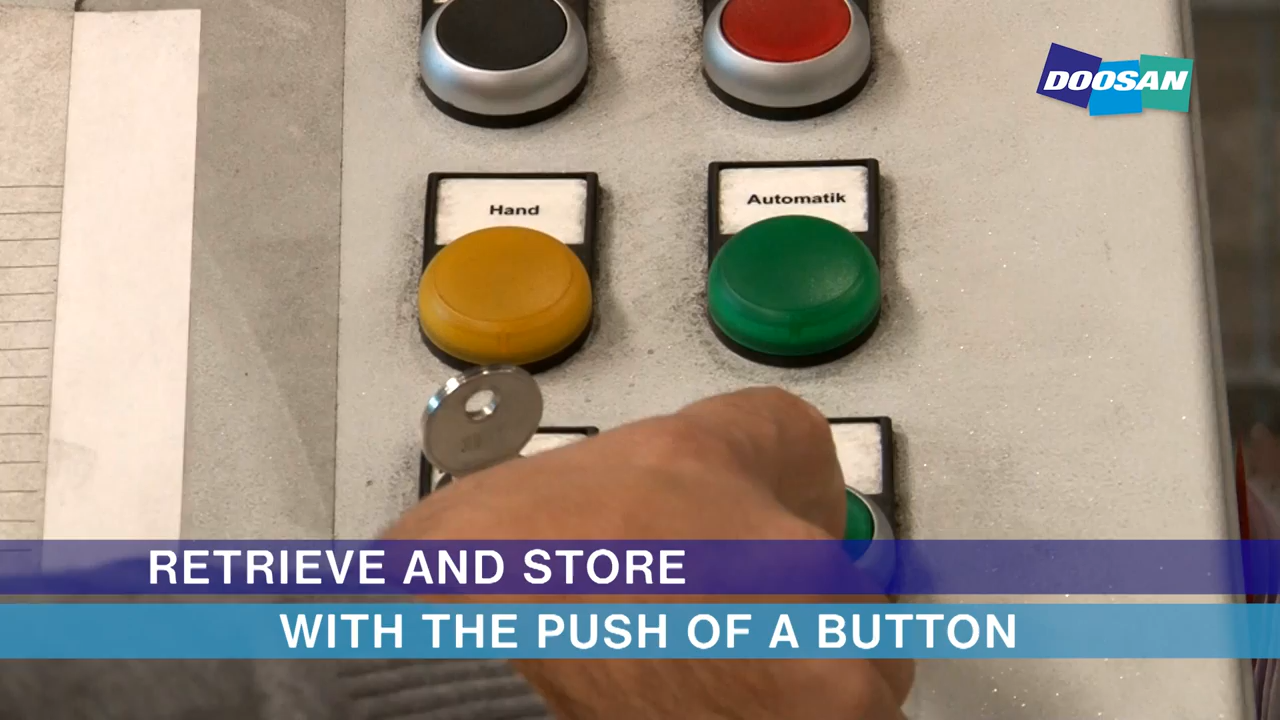 DOOSAN
Automatik
Hand
RETRIEVE AND STORE
WITH THE PUSH OF A BUTTON